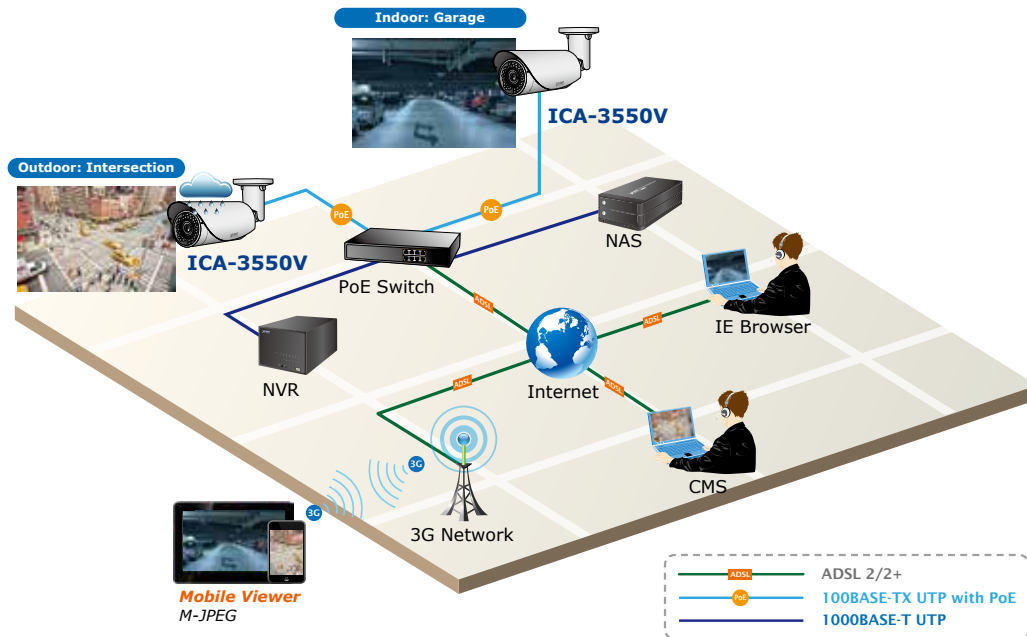 Indoor: Garage
ICA-3550V
Outdoor: Intersection
PoE
PoE
ICA-3550V
NAS
PoE Switch
ADSL
ADSL
IE Browser
NVR
Internet
ADSL
ADSL
CMS
3G
3G
3G Network
Mobile Viewer
M-JPEG
ADSL
ADSL 2/2+
PoE
100BASE-TX UTP with PoE
1000BASE-T UTP